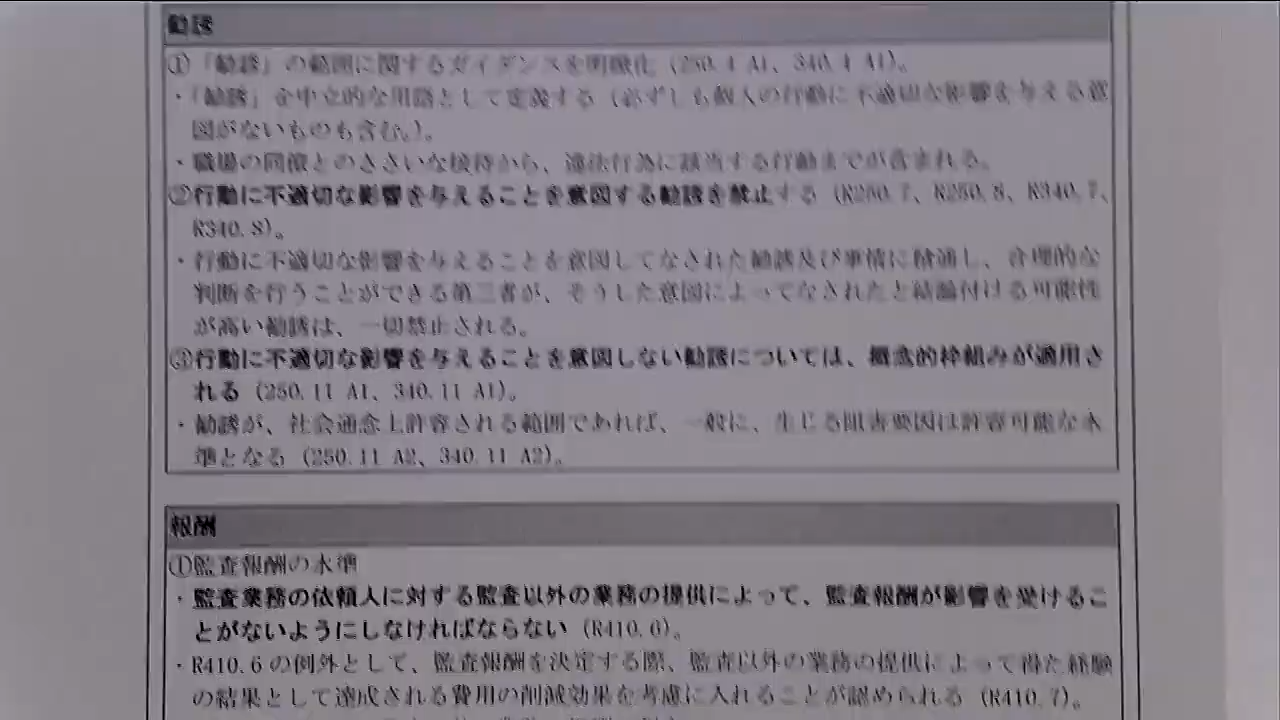 勧誘
①「勧誘」の範囲に関するガイダンスを明確化（250.4 A1、340.4 A1）。
・「勧誘」を中立的な用語として定義する（必ずしも個人の行動に不適切な影響を与える意
図がないものも含む。）。
・職場の同僚とのささいな接待から、違法行為に該当する行動までが含まれる。
②行動に不適切な影響を与えることを意図する勧誘を禁止する（R250.7、R250.8、R340.7、
R340.8）。
・行動に不適切な影響を与えることを意図してなされた勧誘及び事情に精通し、合理的な
判断を行うことができる第三者が、そうした意図によってなされたと結論付ける可能性
が高い勧誘は、一切禁止される。
③行動に不適切な影響を与えることを意図しない勧誘については、概念的枠組みが適用さ
れる（250.11 A1、340.11 A1）。
・勧誘が、社会通念上許容される範囲であれば、一般に、生じる阻害要因は許容可能な水
準となる（250.11 A2、340.11 A2）。
報酬
①監査報酬の水準
・監査業務の依頼人に対する監査以外の業務の提供によって、監査報酬が影響を受けるこ
とがないようにしなければならない（R410.6）。
・R410.6の例外として、監査報酬を決定する際、監査以外の業務の提供によって得た経験
の結果として達成される費用の削減効果を考慮に入れることが認められる（R410.7）。